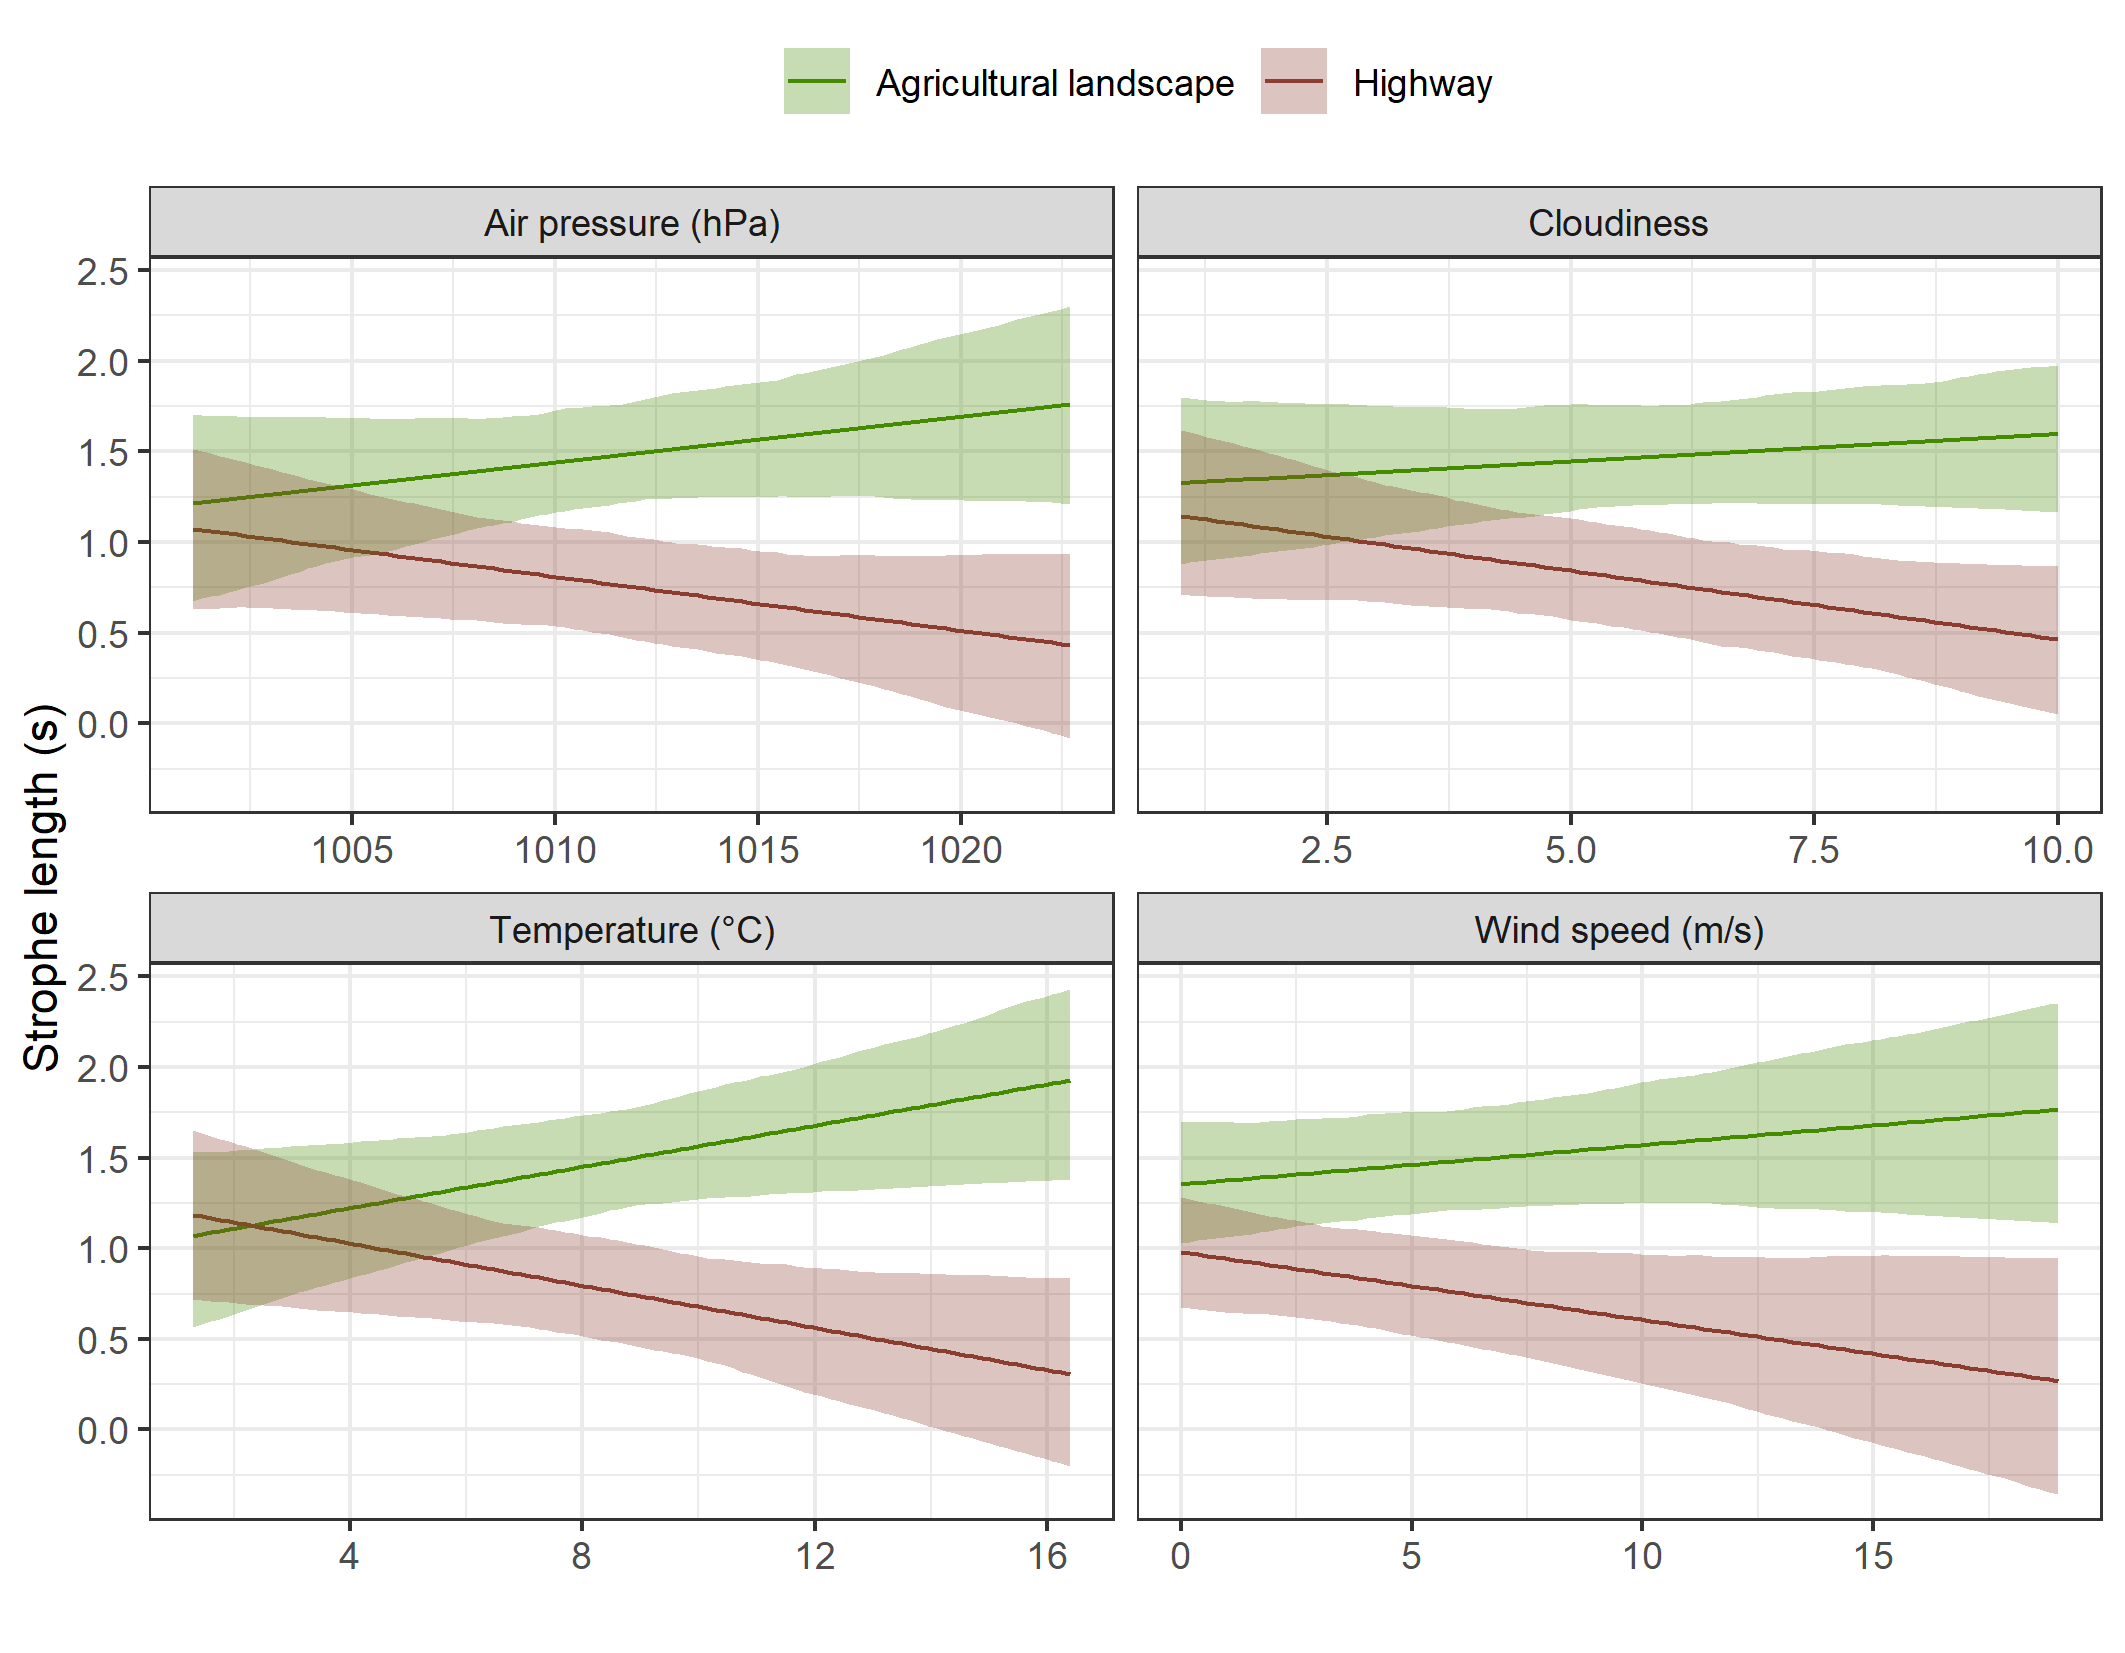 Agricultural landscape Highway
Air pressure (hPa) Cloudiness
2.5
2.0
1.5
1.0
0.5
0.0
1005 1010 1015 1020 2.5 5.0 7.5 10.0
Strophe length (s)
Temperature (°C) Wind speed (m/s)
2.5
2.0
1.5
1.0
0.5
0.0
4 8 12 16 0 5 10 15